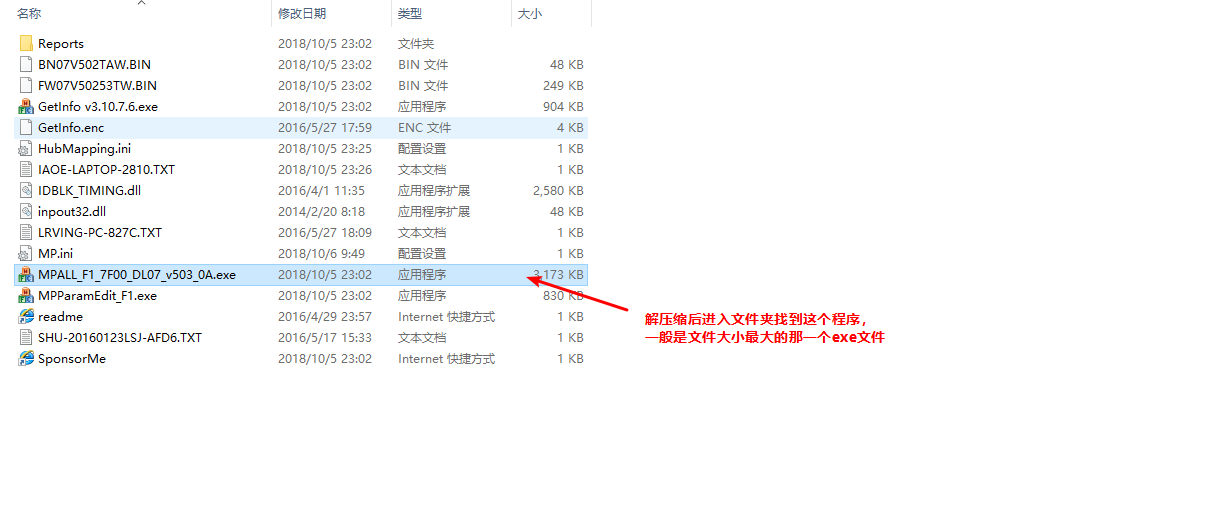 名称 修改日期 类型 大小
Reports 2018/10/5 23:02 文件夹
BN07V502TAW.BIN 2018/10/5 23:02 BIN 文件 48 KB
FW07V50253TW.BIN 2018/10/5 23:02 BIN 文件 249 KB
GetInfo v3.10.7.6.exe 2018/10/5 23:02 应用程序 904 KB
GetInfo.enc 2016/5/27 17:59 ENC 文件 4 KB
HubMapping.ini 2018/10/5 23:25 配置设置 1 KB
IAOE-LAPTOP-2810.TXT 2018/10/5 23:26 文本文档 1 KB
IDBLK_TIMING.dll 2016/4/1 11:35 应用程序扩展 2,580 KB
inpout32.dll 2014/2/20 8:18 应用程序扩展 48 KB
LRVING-PC-827C.TXT 2016/5/27 18:09 文本文档 1 KB
MP.ini 2018/10/6 9:49 配置设置 1 KB
MPALL_F1_7F00_DL07_v503_0A.exe 2018/10/5 23:02 应用程序 3,173 KB
MPParamEdit_F1.exe 2018/10/5 23:02 应用程序 830 KB
readme 2016/4/29 23:57 Internet 快捷方式 1 KB
SHU-20160123LSJ-AFD6.TXT 2016/5/17 15:33 文本文档 1 KB
SponsorMe 2018/10/5 23:02 Internet 快捷方式 1 KB
解压缩后进入文件夹找到这个程序，
一般是文件大小最大的那一个exe文件